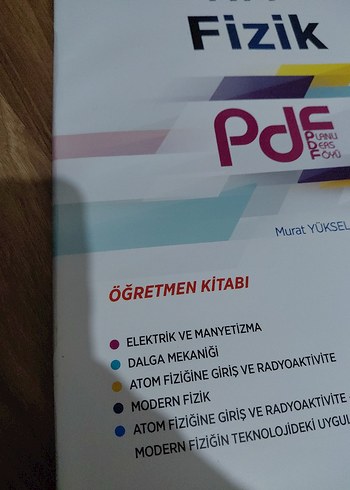 Fizik
PdF
PLANLI
DERS
FÖYÜ
PDF
Murat YÜKSEL
ÖĞRETMEN KİTABI
ELEKTRİK VE MANYETİZMA
DALGA MEKANİĞİ
ATOM FİZİĞİNE GİRİŞ VE RADYOAKTİVİTE
MODERN FİZİK
ATOM FİZİĞİNE GİRİŞ VE RADYOAKTİVİTE -
MODERN FİZİĞİN TEKNOLOJİDEKİ UYGUL